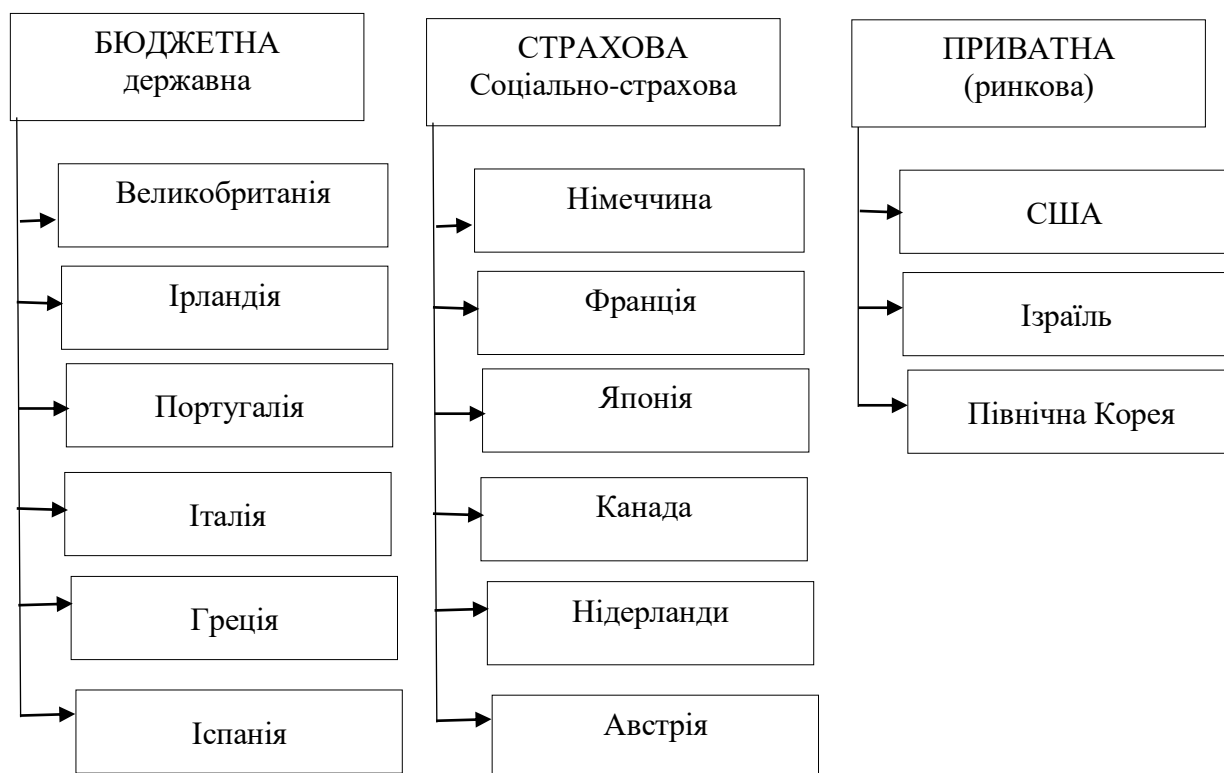 БЮДЖЕТНА
державна
Великобританія
Ірландія
Португалія
Італія
Греція
Іспанія
СТРАХОВА
Соціально-страхова
Німеччина
Франція
Японія
Канада
Нідерланди
Австрія
ПРИВАТНА
(ринкова)
США
Ізраїль
Північна Корея